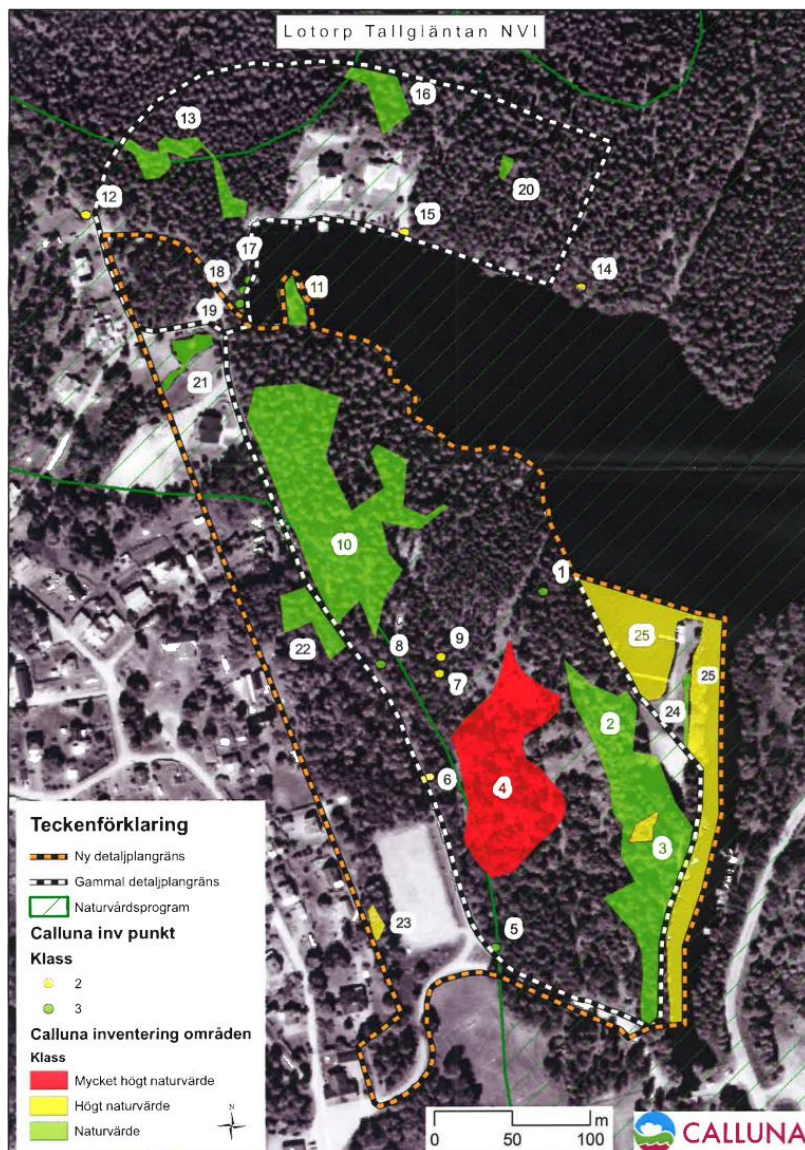 Lotorp Tallgiäntan NVI
16
13
20
12
15
17
14
18
11
19
21
10
1
25
9
25
22
8
7
24
2
6
4
3
23
5
Teckenförklaring
Ny detaljplangräns
Gammal detaljplangräns
Naturvårdsprogram
Calluna inv punkt
Klass
2
3
Calluna inventering områden
Klass
Mycket högt naturvärde
Högt naturvärde
Naturvärde
N
m
0 50 100
CALLUNA